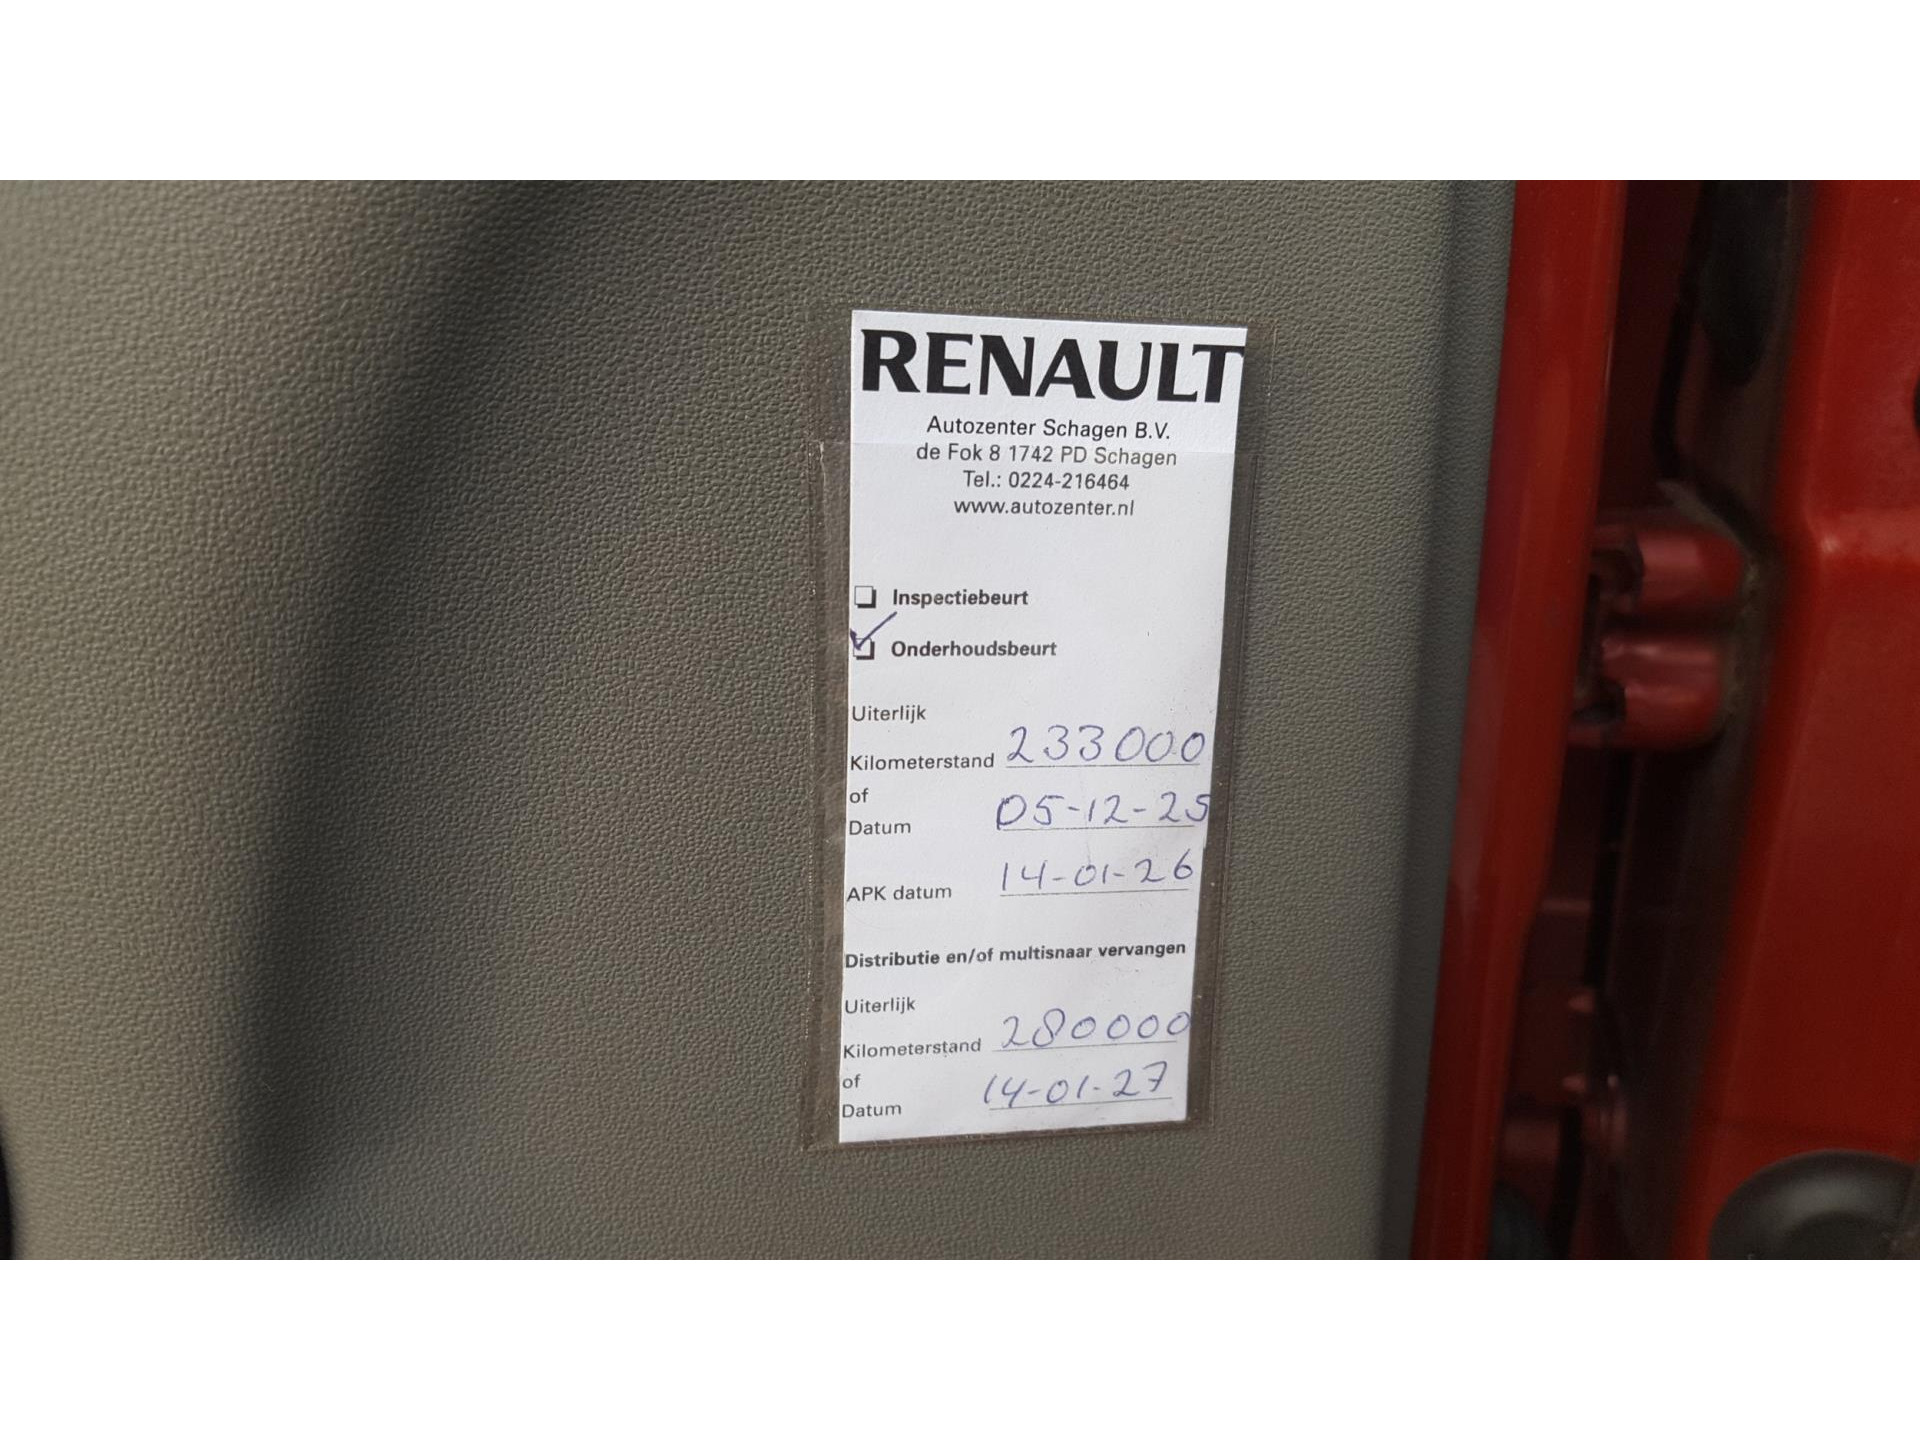 RENAULT
Autozenter Schagen B.V.
de Fok 8 1742 PD Schagen
Tel.: 0224-216464
www.autozenter.nl
Inspectiebeurt
Onderhoudsbeurt
Uiterlijk
Kilometerstand 233000
of
Datum 05-12-25
APK datum 14-01-26
Distributie en/of multisnaar vervangen
Uiterlijk
Kilometerstand 280000
of
Datum 14-01-27